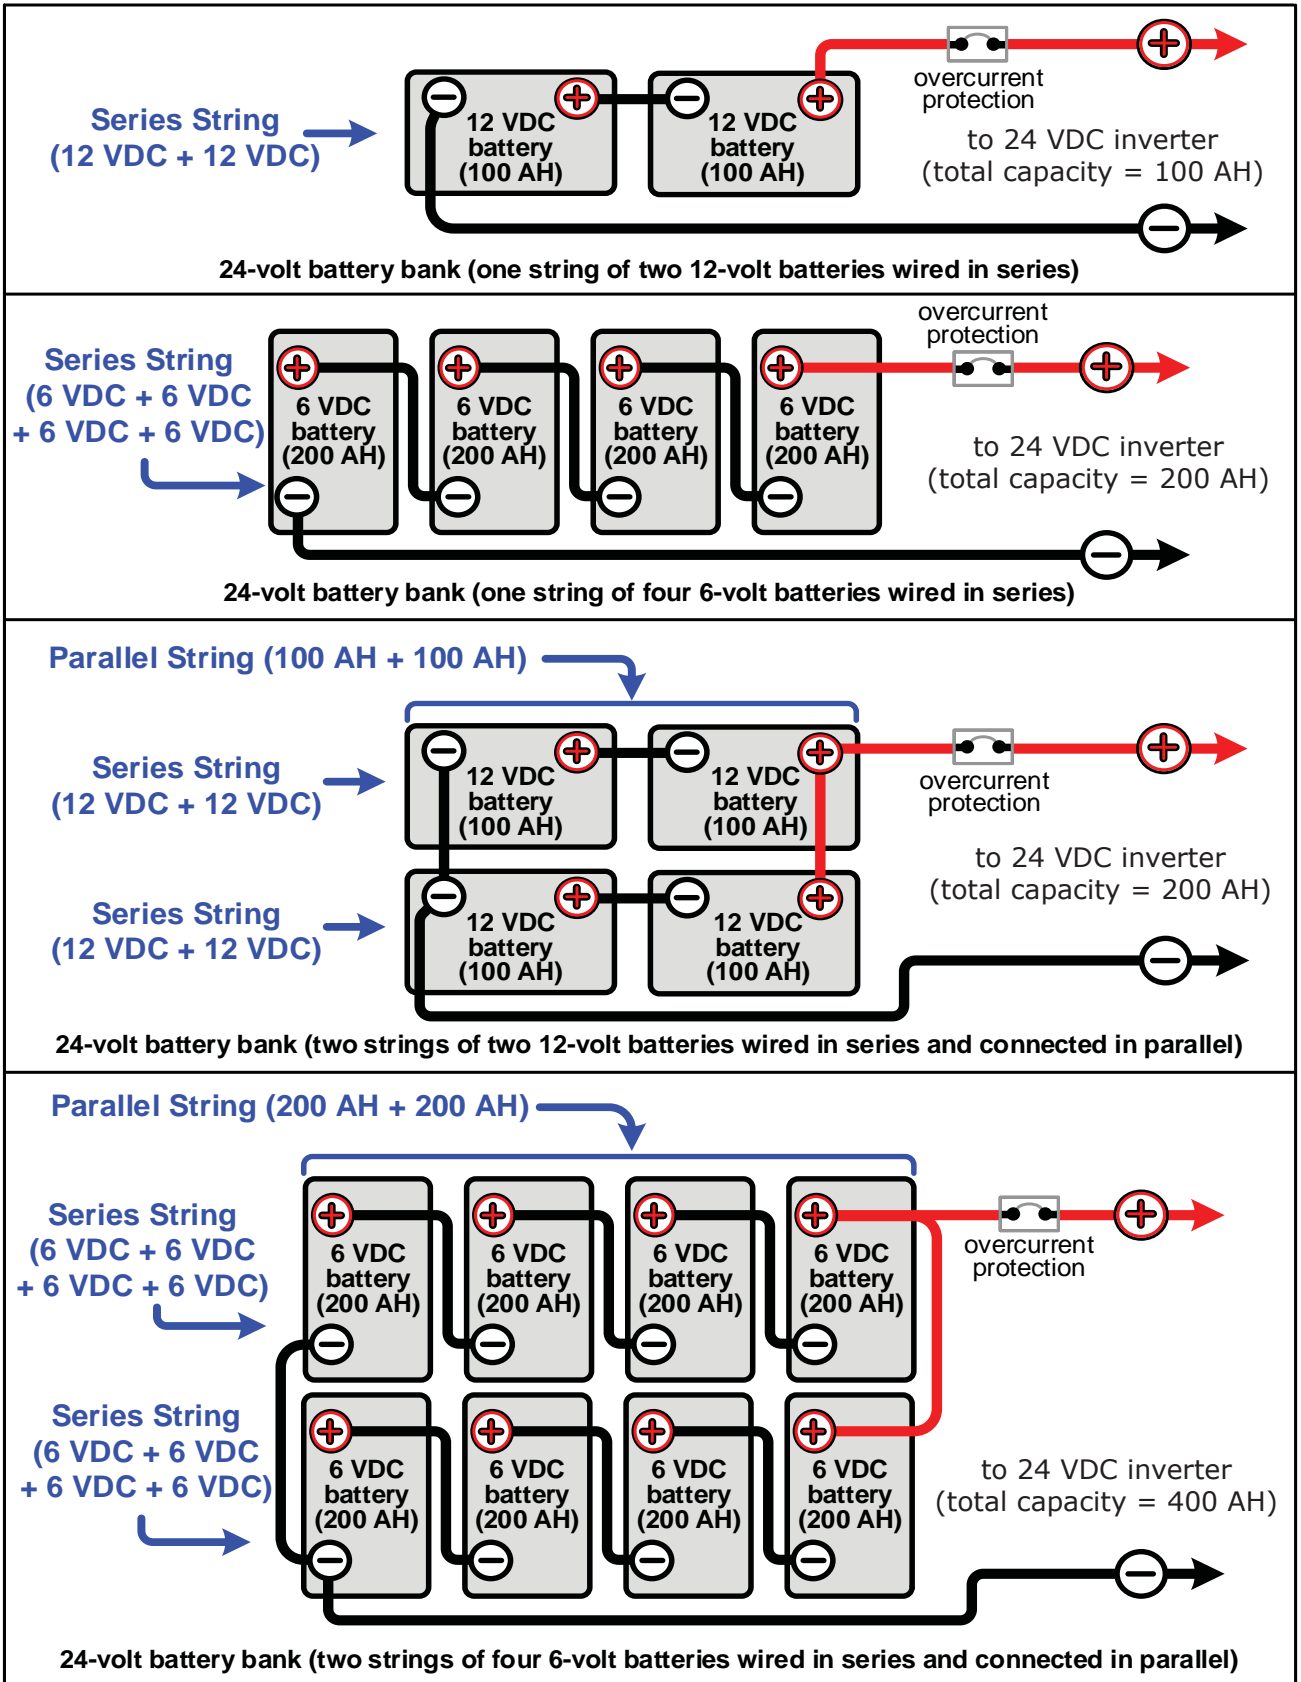 Series String
(12 VDC + 12 VDC)
12 VDC
battery
(100 AH)
12 VDC
battery
(100 AH)
overcurrent
protection
to 24 VDC inverter
(total capacity = 100 AH)
24-volt battery bank (one string of two 12-volt batteries wired in series)
Series String
(6 VDC + 6 VDC
+ 6 VDC + 6 VDC)
6 VDC
battery
(200 AH)
6 VDC
battery
(200 AH)
6 VDC
battery
(200 AH)
6 VDC
battery
(200 AH)
overcurrent
protection
to 24 VDC inverter
(total capacity = 200 AH)
24-volt battery bank (one string of four 6-volt batteries wired in series)
Parallel String (100 AH + 100 AH)
Series String
(12 VDC + 12 VDC)
12 VDC
battery
(100 AH)
12 VDC
battery
(100 AH)
overcurrent
protection
Series String
(12 VDC + 12 VDC)
12 VDC
battery
(100 AH)
12 VDC
battery
(100 AH)
to 24 VDC inverter
(total capacity = 200 AH)
24-volt battery bank (two strings of two 12-volt batteries wired in series and connected in parallel)
Parallel String (200 AH + 200 AH)
Series String
(6 VDC + 6 VDC
+ 6 VDC + 6 VDC)
6 VDC
battery
(200 AH)
6 VDC
battery
(200 AH)
6 VDC
battery
(200 AH)
6 VDC
battery
(200 AH)
overcurrent
protection
Series String
(6 VDC + 6 VDC
+ 6 VDC + 6 VDC)
6 VDC
battery
(200 AH)
6 VDC
battery
(200 AH)
6 VDC
battery
(200 AH)
6 VDC
battery
(200 AH)
to 24 VDC inverter
(total capacity = 400 AH)
24-volt battery bank (two strings of four 6-volt batteries wired in series and connected in parallel)